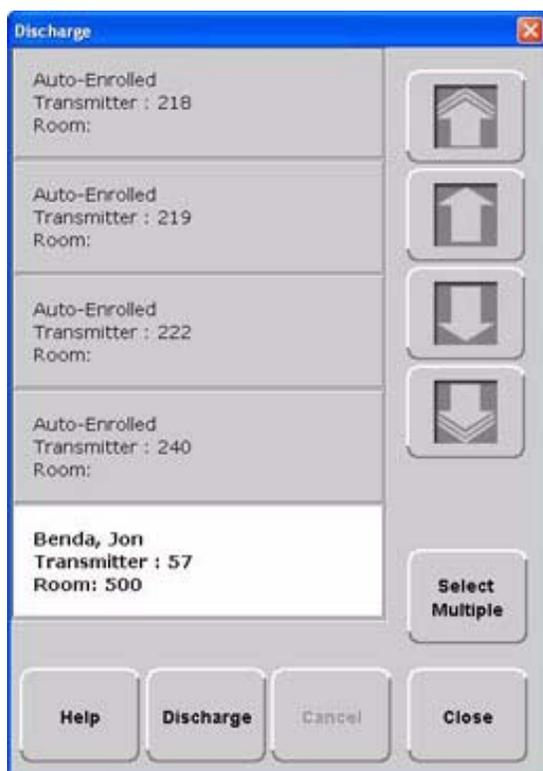 Discharge
Auto-Enrolled
Transmitter : 218
Room:
Auto-Enrolled
Transmitter : 219
Room:
Auto-Enrolled
Transmitter : 222
Room:
Auto-Enrolled
Transmitter : 240
Room:
Benda, Jon
Transmitter : 57
Room: 500
Select
Multiple
Help
Discharge
Cancel
Close